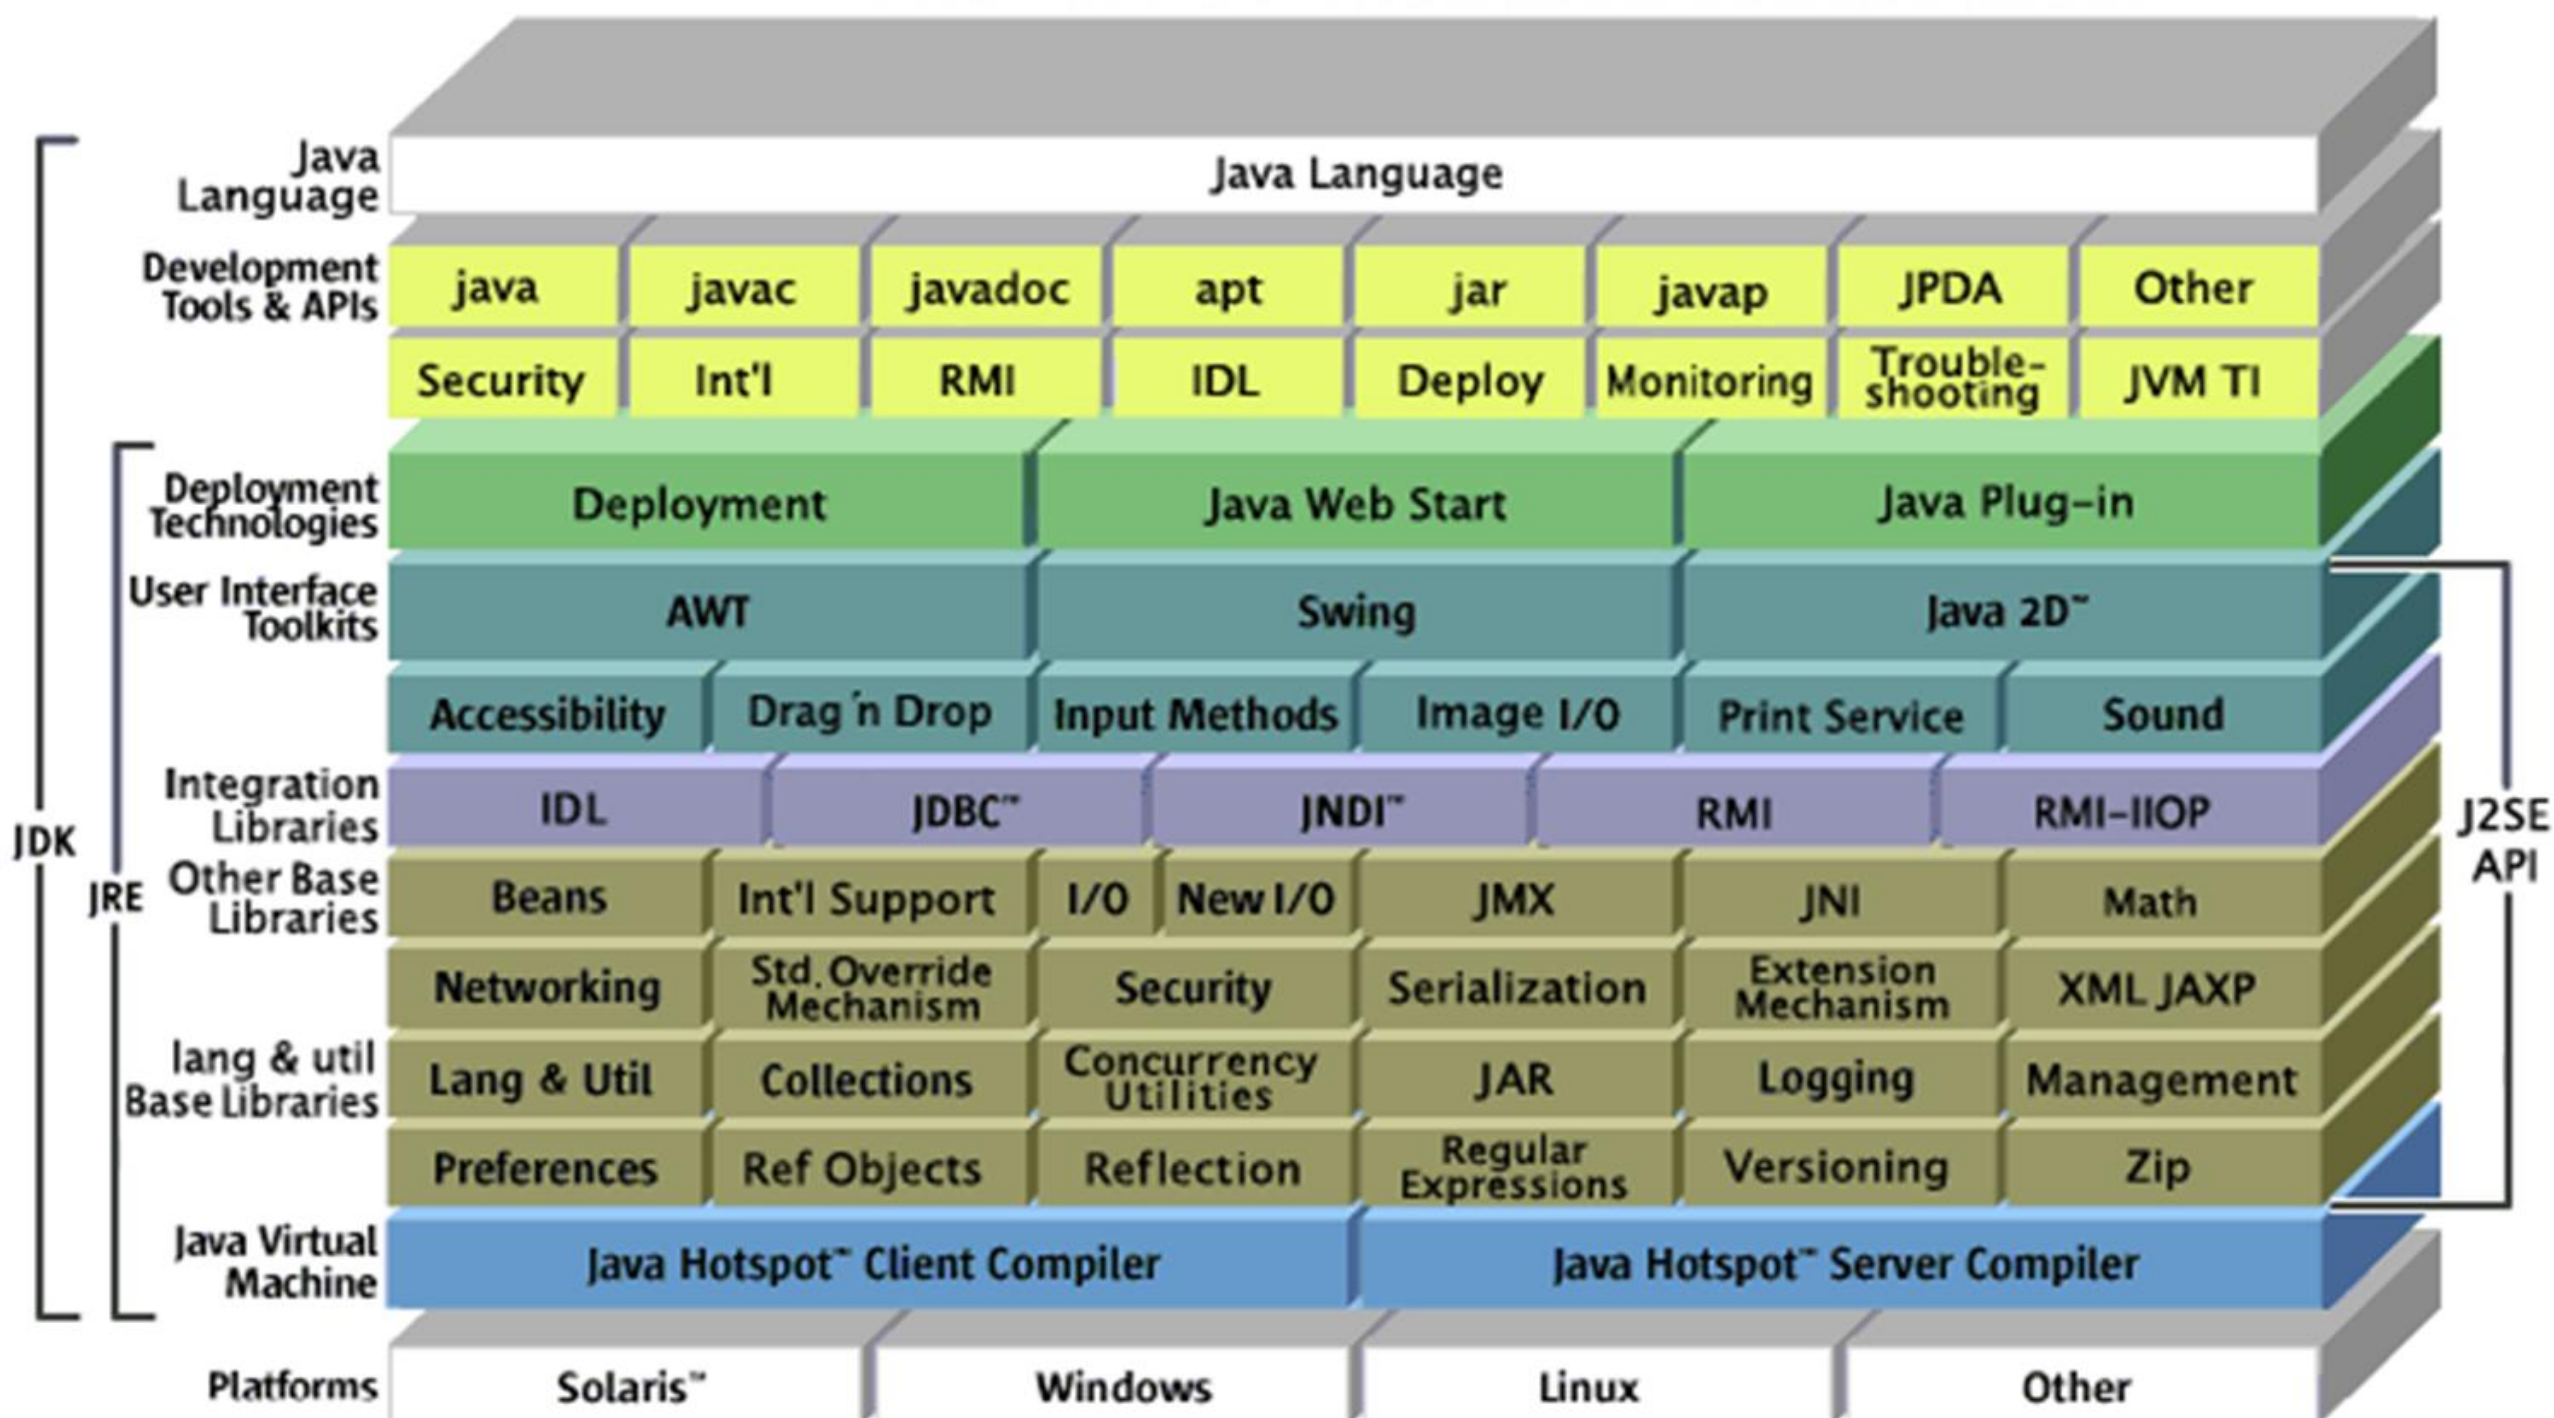 Java
Language
Java Language
Development
Tools & APIs
java
javac
javadoc
apt
jar
javap
JPDA
Other
Security
Int'l
RMI
IDL
Deploy
Monitoring
Trouble-
shooting
JVM TI
Deployment
Technologies
Deployment
Java Web Start
Java Plug-in
User Interface
Toolkits
AWT
Swing
Java 2D™
Accessibility
Drag ´n Drop
Input Methods
Image I/O
Print Service
Sound
Integration
Libraries
IDL
JDBC™
JNDI™
RMI
RMI-IIOP
JDK
JRE
J2SE
API
Other Base
Libraries
Beans
Int'l Support
I/O
New I/O
JMX
JNI
Math
Networking
Std. Override
Mechanism
Security
Serialization
Extension
Mechanism
XML JAXP
lang & util
Base Libraries
Lang & Util
Collections
Concurrency
Utilities
JAR
Logging
Management
Preferences
Ref Objects
Reflection
Regular
Expressions
Versioning
Zip
Java Virtual
Machine
Java Hotspot™ Client Compiler
Java Hotspot™ Server Compiler
Platforms
Solaris™
Windows
Linux
Other